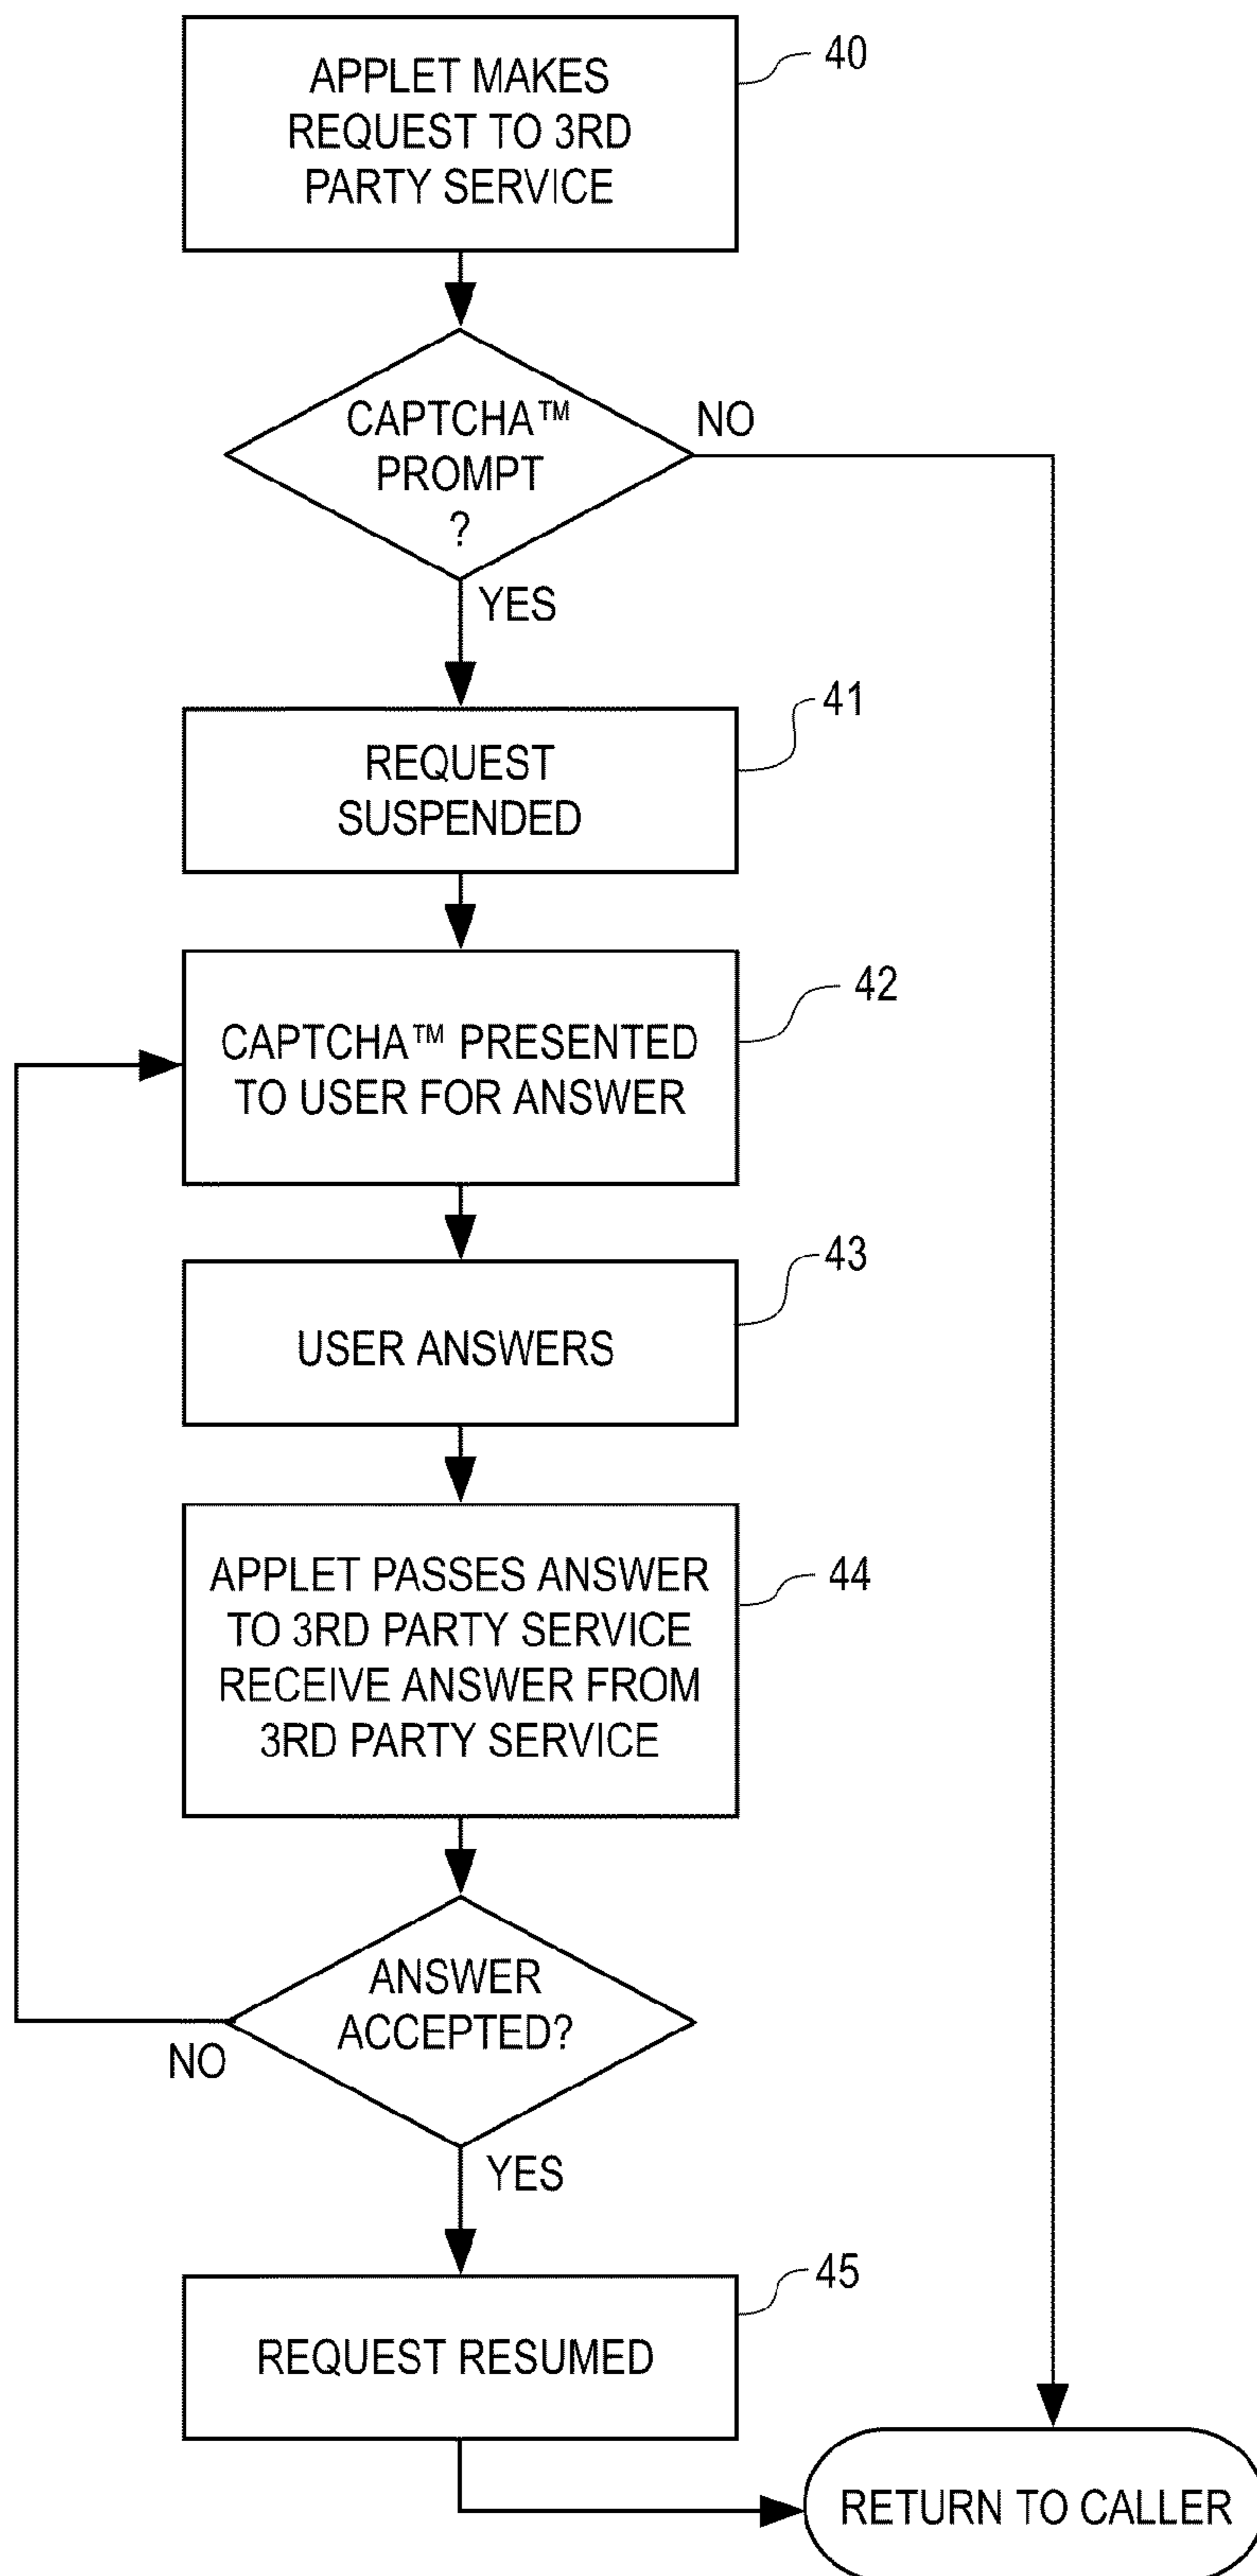 APPLET MAKES
REQUEST TO 3RD
PARTY SERVICE
40
CAPTCHA™
PROMPT
?
NO
YES
41
REQUEST
SUSPENDED
42
CAPTCHA™ PRESENTED
TO USER FOR ANSWER
43
USER ANSWERS
44
APPLET PASSES ANSWER
TO 3RD PARTY SERVICE
RECEIVE ANSWER FROM
3RD PARTY SERVICE
ANSWER
ACCEPTED?
NO
YES
45
REQUEST RESUMED
RETURN TO CALLER